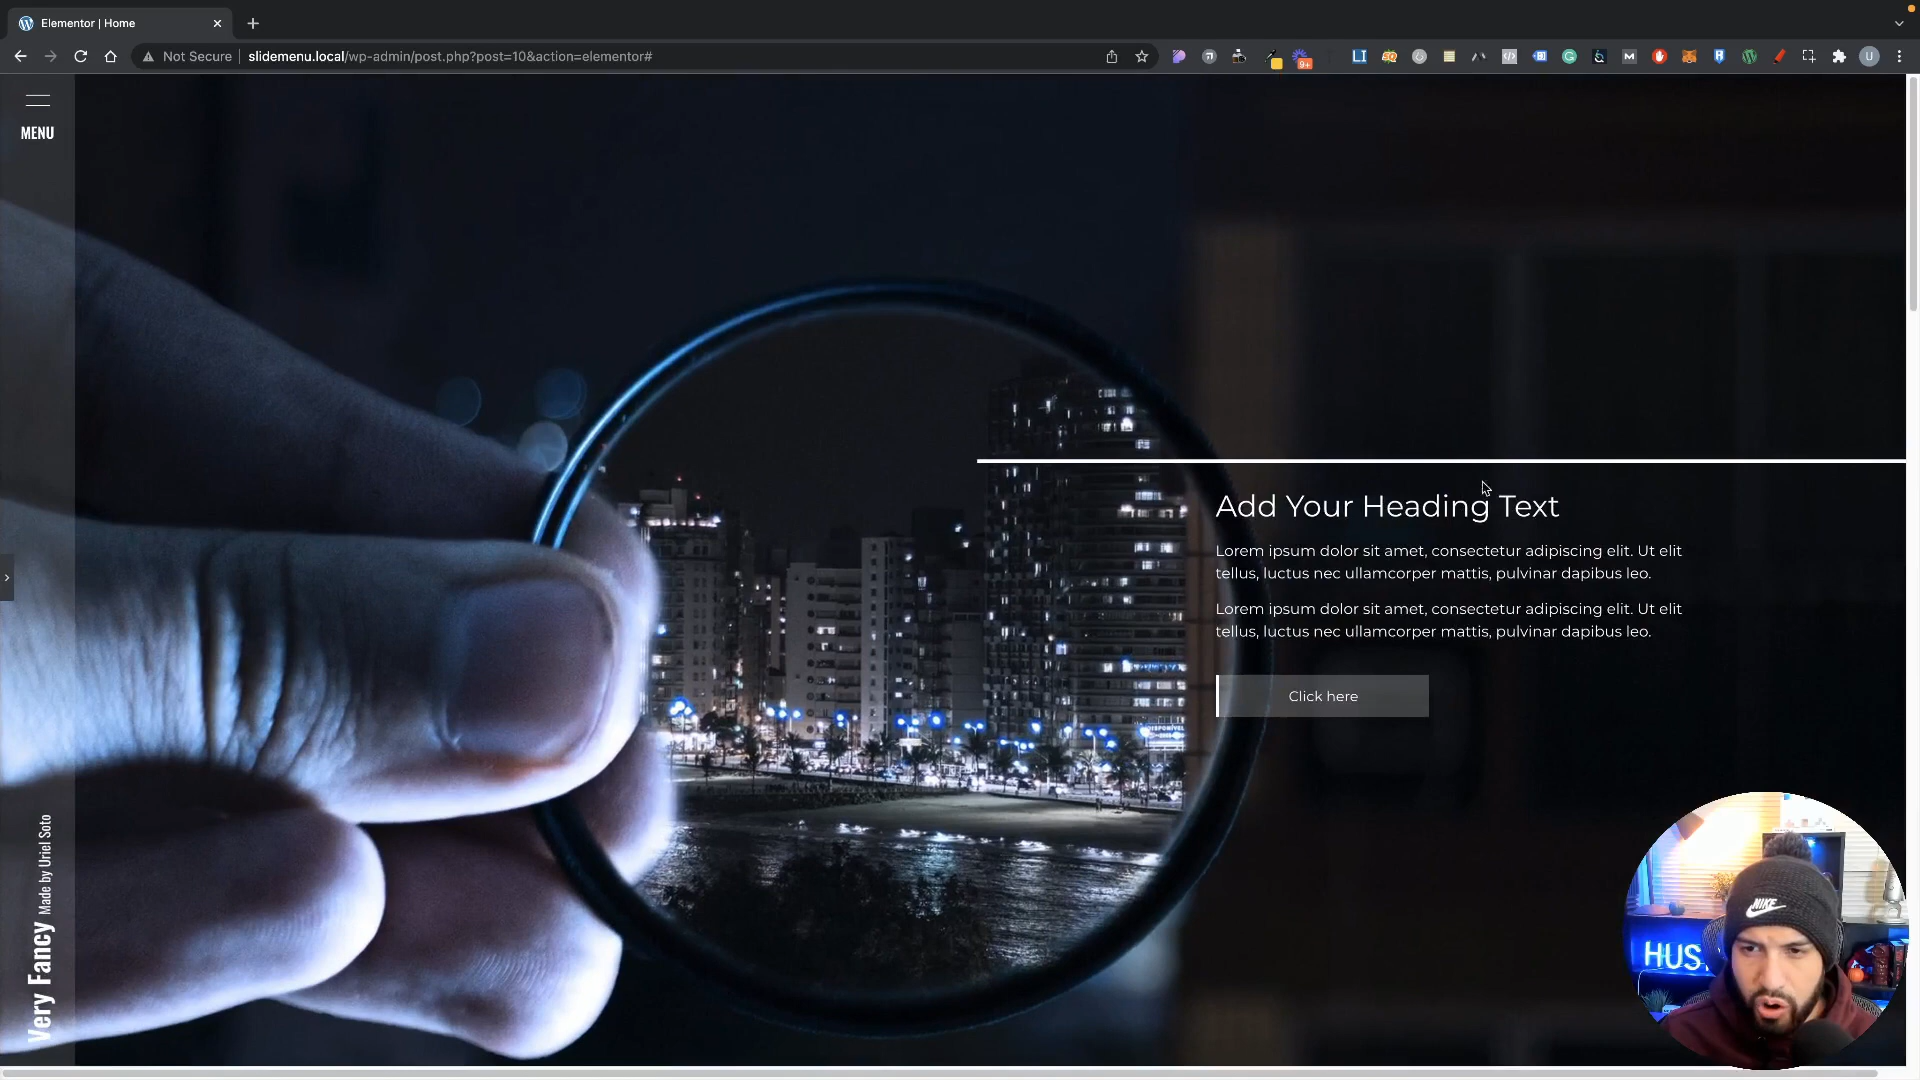 Elementor | Home
Not Secure
slidemenu.local/wp-admin/post.php?post=10&action=elementor#
9+
MENU
Add Your Heading Text
Lorem ipsum dolor sit amet, consectetur adipiscing elit. Ut elit
tellus, luctus nec ullamcorper mattis, pulvinar dapibus leo.
Lorem ipsum dolor sit amet, consectetur adipiscing elit. Ut elit
tellus, luctus nec ullamcorper mattis, pulvinar dapibus leo.
Click here
Very Fancy Made by Uriel Soto
NIKE
HUS